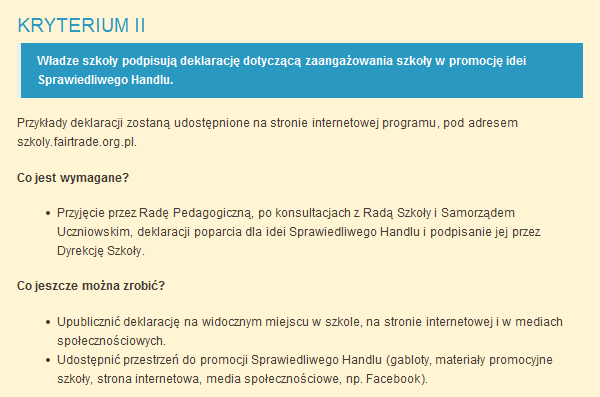 KRYTERIUM II
Władze szkoły podpisują deklarację dotyczącą zaangażowania szkoły w promocję idei
Sprawiedliwego Handlu.
Przykłady deklaracji zostaną udostępnione na stronie internetowej programu, pod adresem
szkoly.fairtrade.org.pl.
Co jest wymagane?
• Przyjęcie przez Radę Pedagogiczną, po konsultacjach z Radą Szkoły i Samorządem
Uczniowskim, deklaracji poparcia dla idei Sprawiedliwego Handlu i podpisanie jej przez
Dyrekcję Szkoły.
Co jeszcze można zrobić?
• Upublicznić deklarację na widocznym miejscu w szkole, na stronie internetowej i w mediach
społecznościowych.
• Udostępnić przestrzeń do promocji Sprawiedliwego Handlu (gabloty, materiały promocyjne
szkoły, strona internetowa, media społecznościowe, np. Facebook).